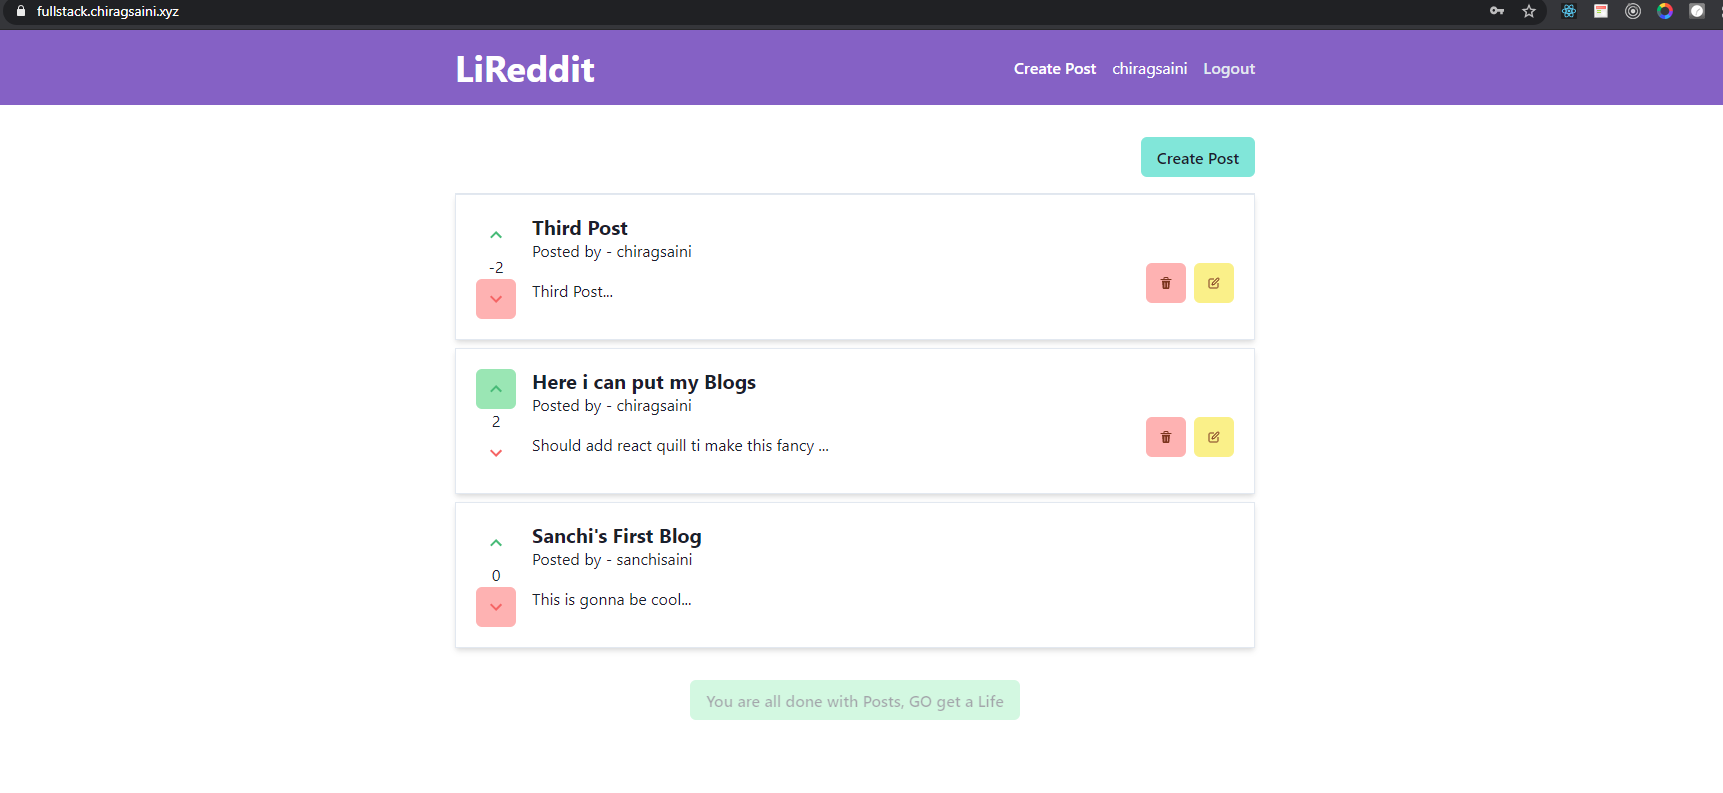 fullstack.chiragsaini.xyz
LiReddit
Create Post chiragsaini Logout
Create Post
Third Post
Posted by - chiragsaini
-2
Third Post...
Here i can put my Blogs
Posted by - chiragsaini
2
Should add react quill ti make this fancy ...
Sanchi's First Blog
Posted by - sanchisaini
0
This is gonna be cool...
You are all done with Posts, GO get a Life